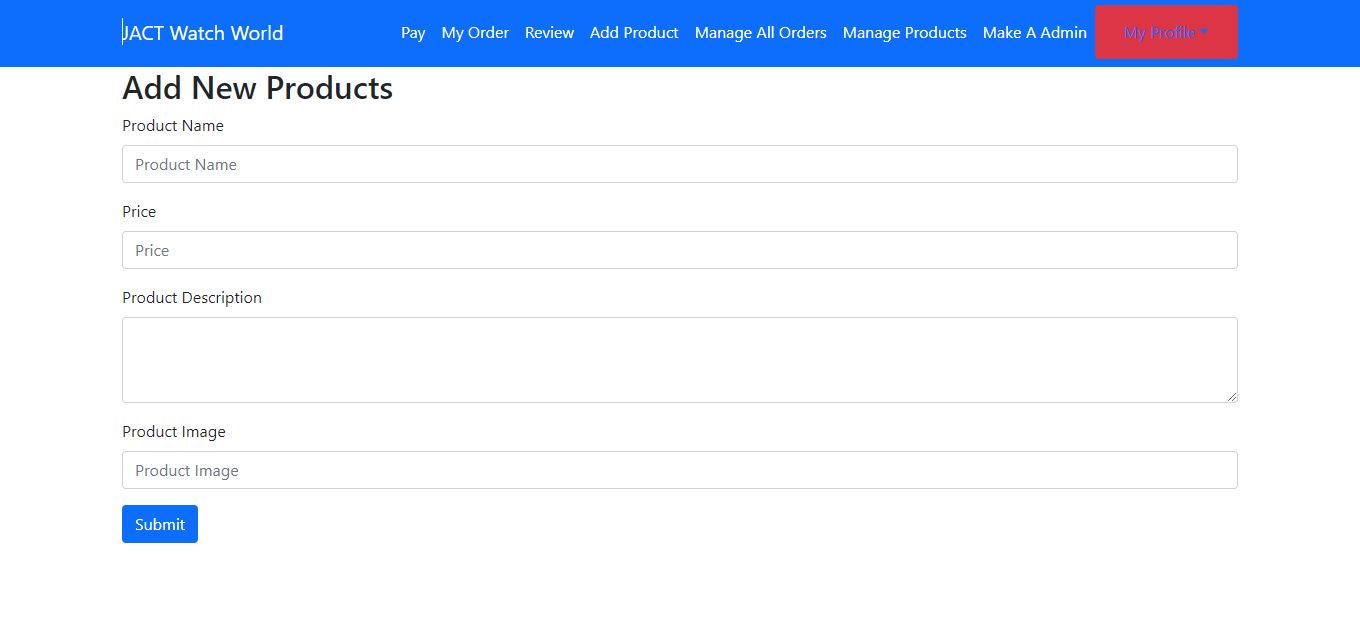 JACT Watch World Pay My Order Review Add Product Manage All Orders Manage Products Make A Admin My Profile
Add New Products
Product Name
Product Name
Price
Price
Product Description
Product Image
Product Image
Submit